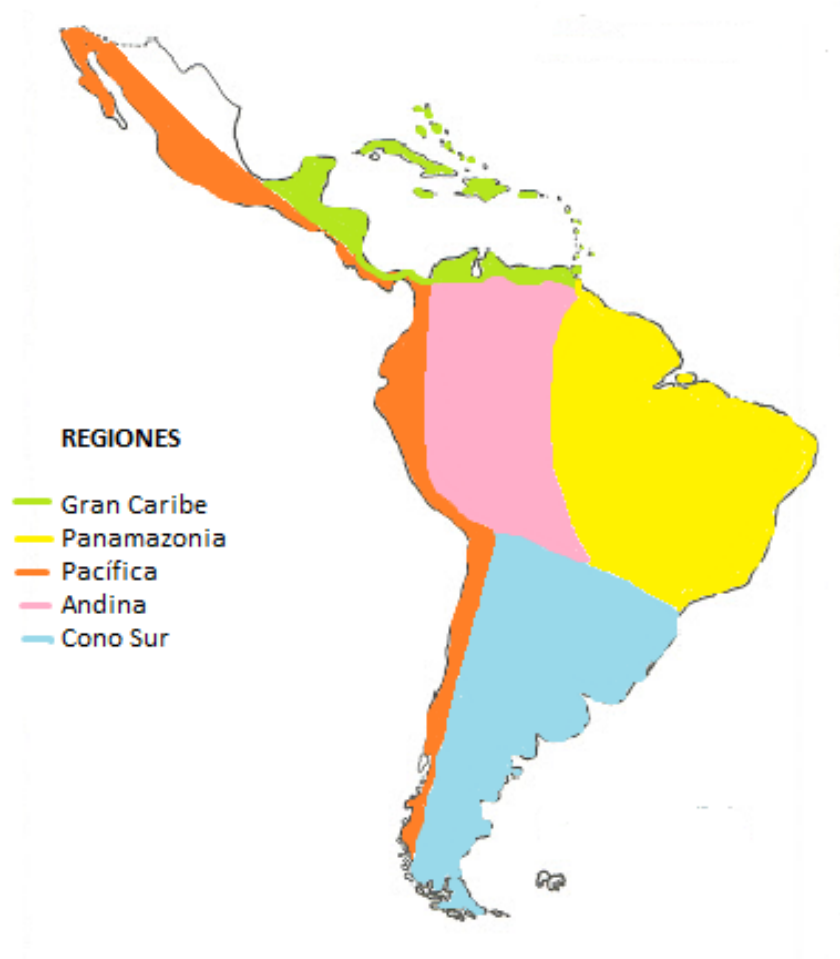 REGIONES
Gran Caribe
Panamazonia
Pacífica
Andina
Cono Sur